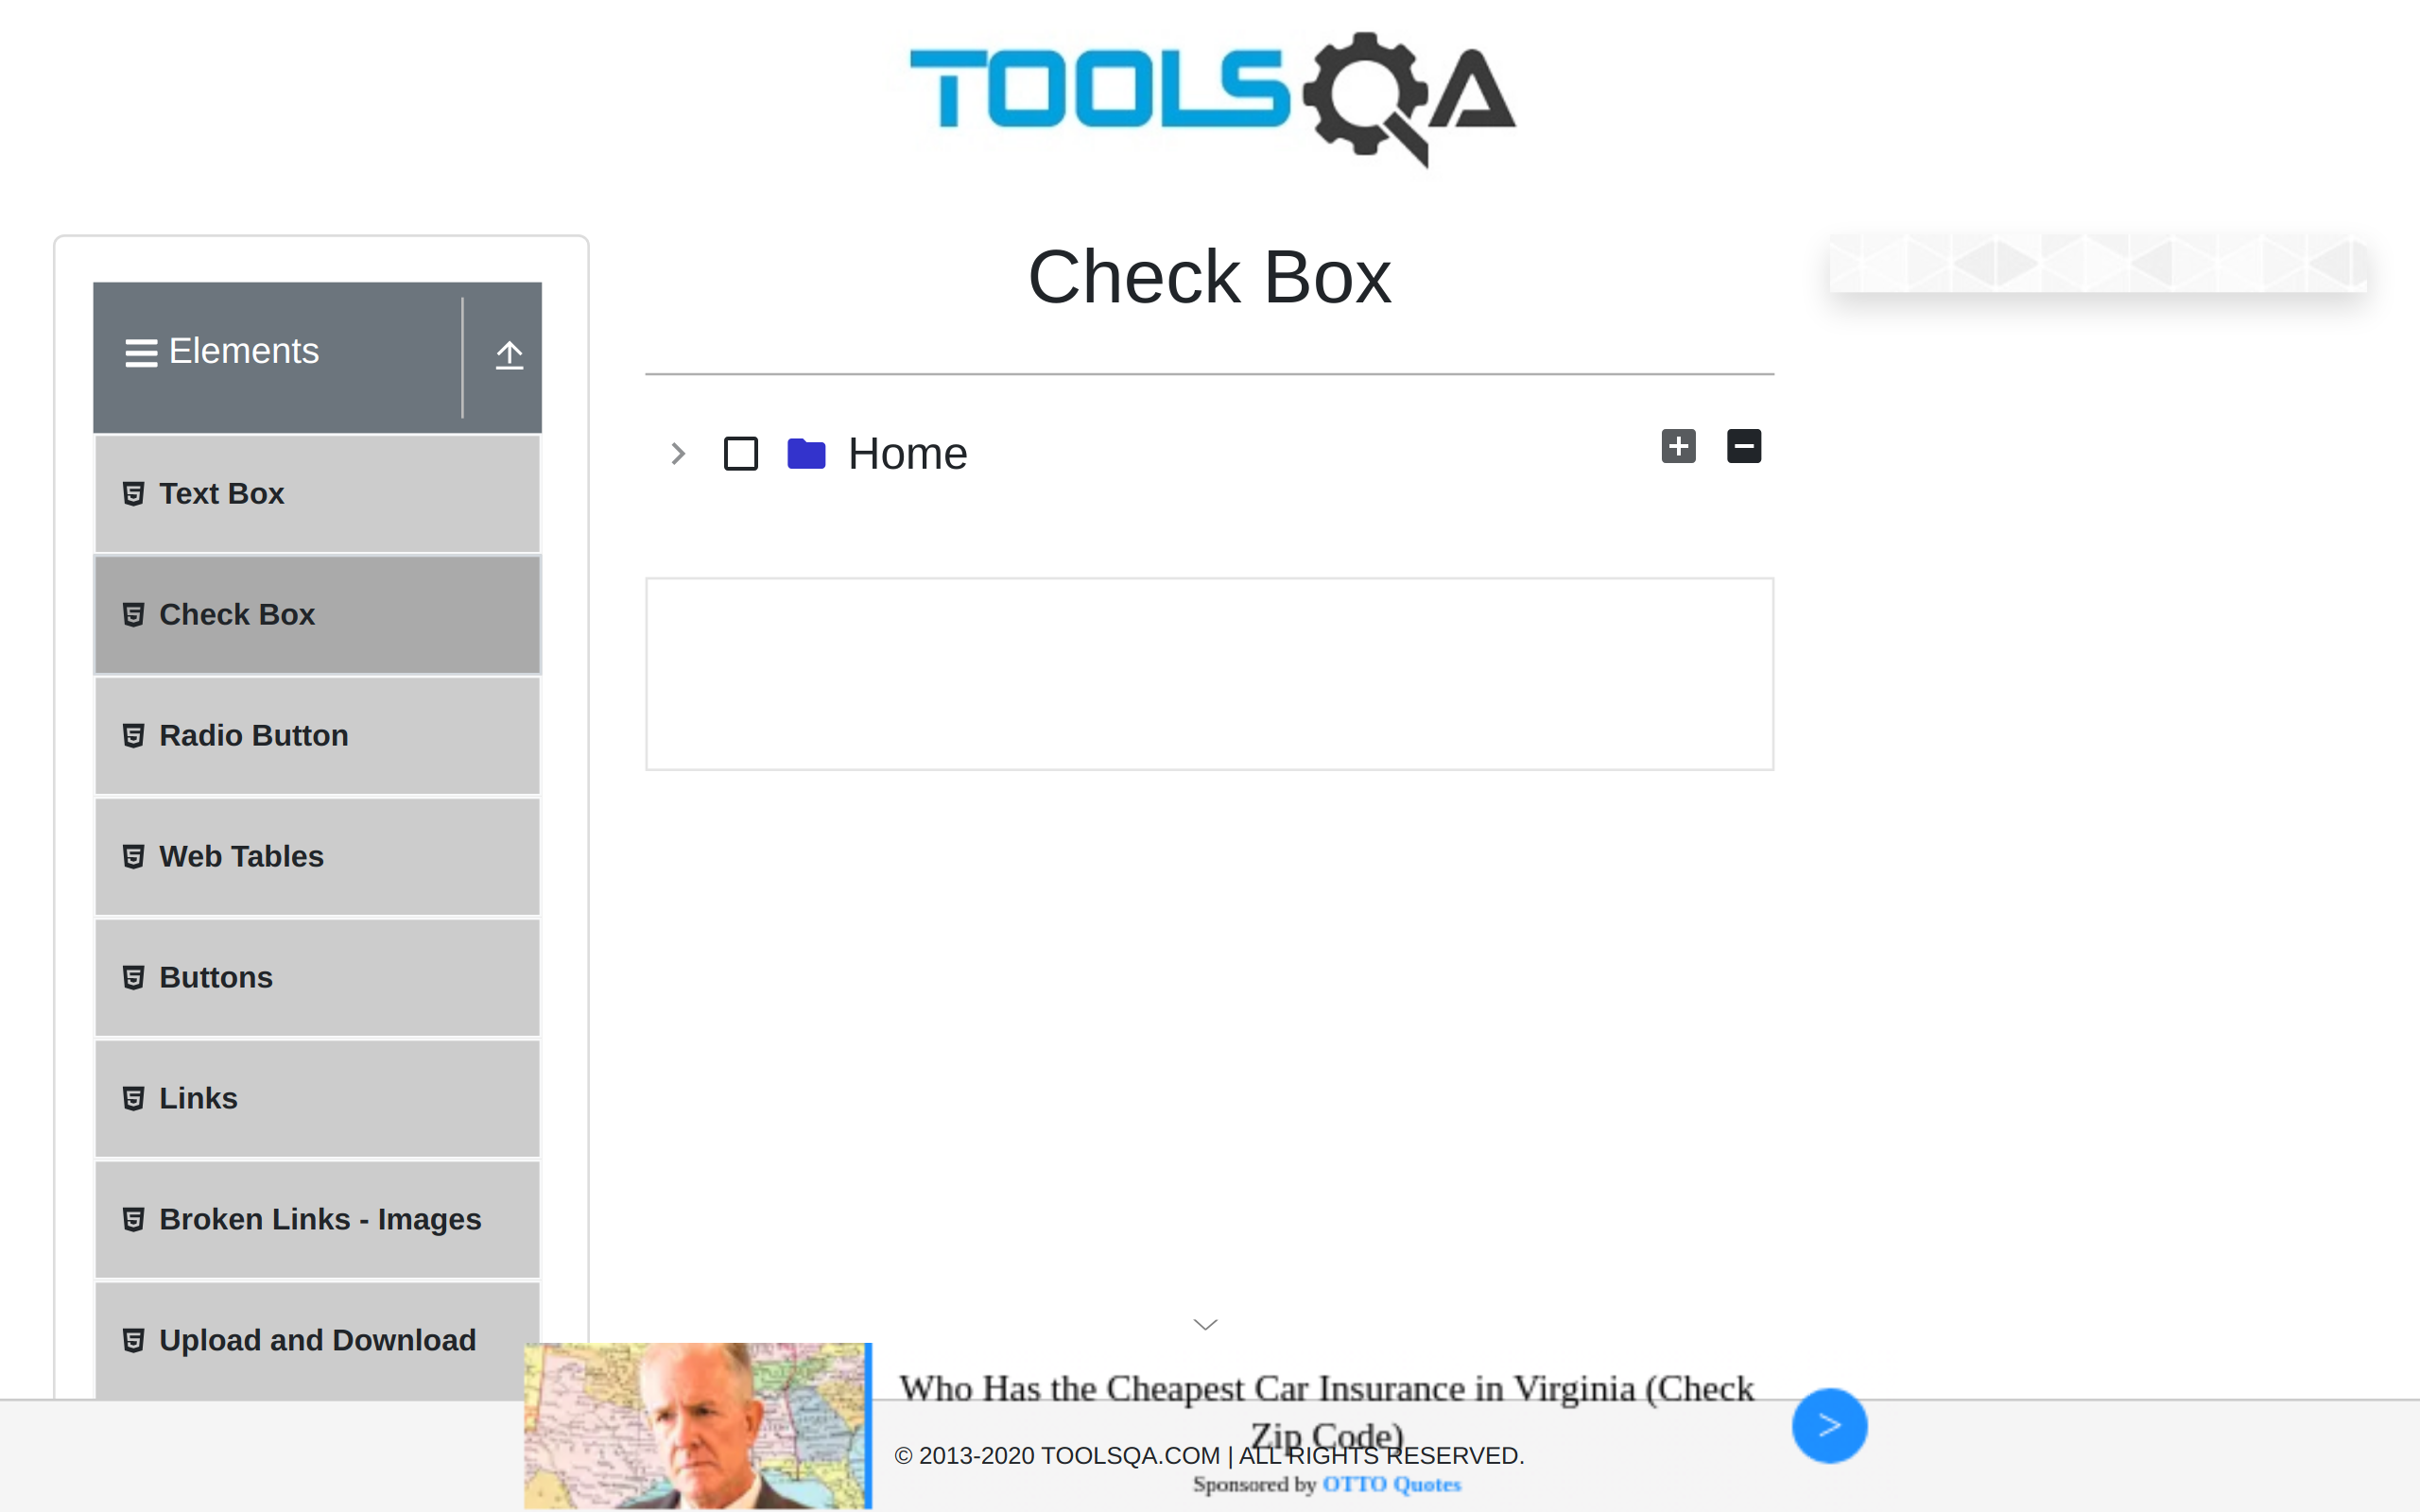 TOOLSQA
Check Box
Elements
Home
Text Box
Check Box
Radio Button
Web Tables
Buttons
Links
Broken Links - Images
Upload and Download
Who Has the Cheapest Car Insurance in Virginia (Check
Zip Code)
>
© 2013-2020 TOOLSQA.COM | ALL RIGHTS RESERVED.
Sponsored by OTTO Quotes